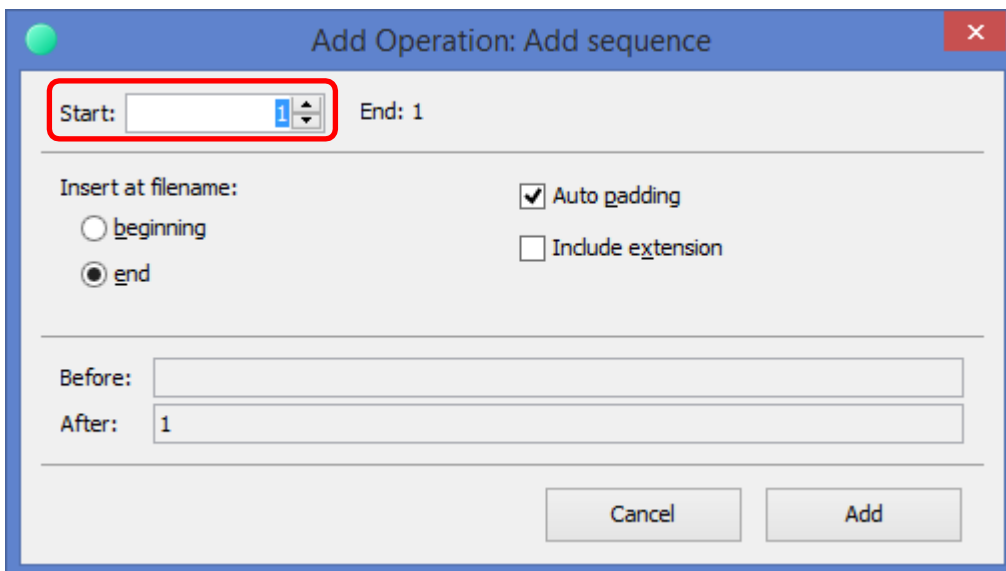 Add Operation: Add sequence
Start: 1 End: 1
Insert at filename:
beginning
end
Auto padding
Include extension
Before:
After: 1
Cancel Add